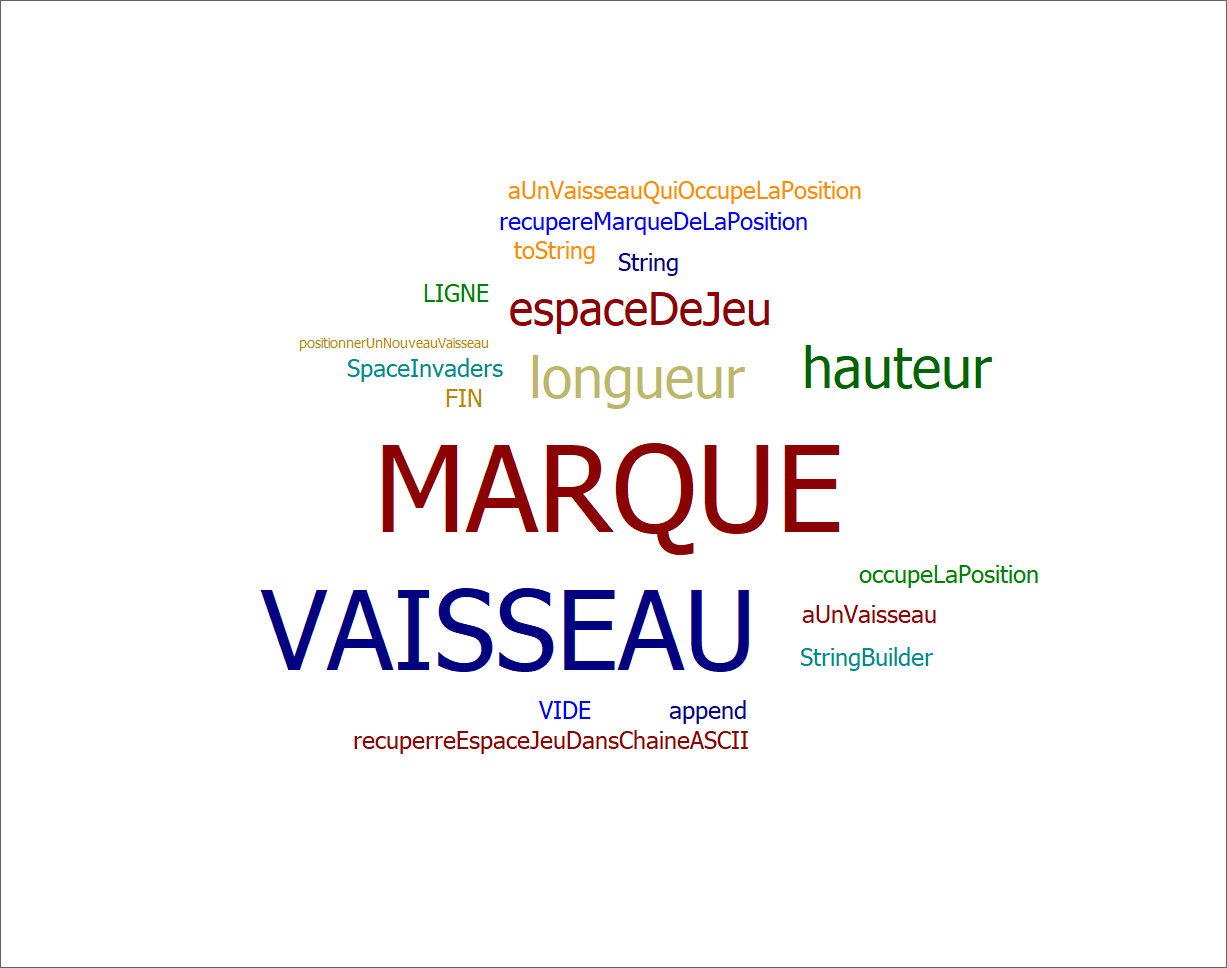 aUnVaisseauQuiOccupeLaPosition
recupereMarqueDeLaPosition
toString String
LIGNE espaceDeJeu
positionnerUnNouveauVaisseau
SpaceInvaders longueur hauteur
FIN
MARQUE
occupeLaPosition
VAISSEAU aUnVaisseau
StringBuilder
VIDE append
recuperreEspaceJeuDansChaineASCII